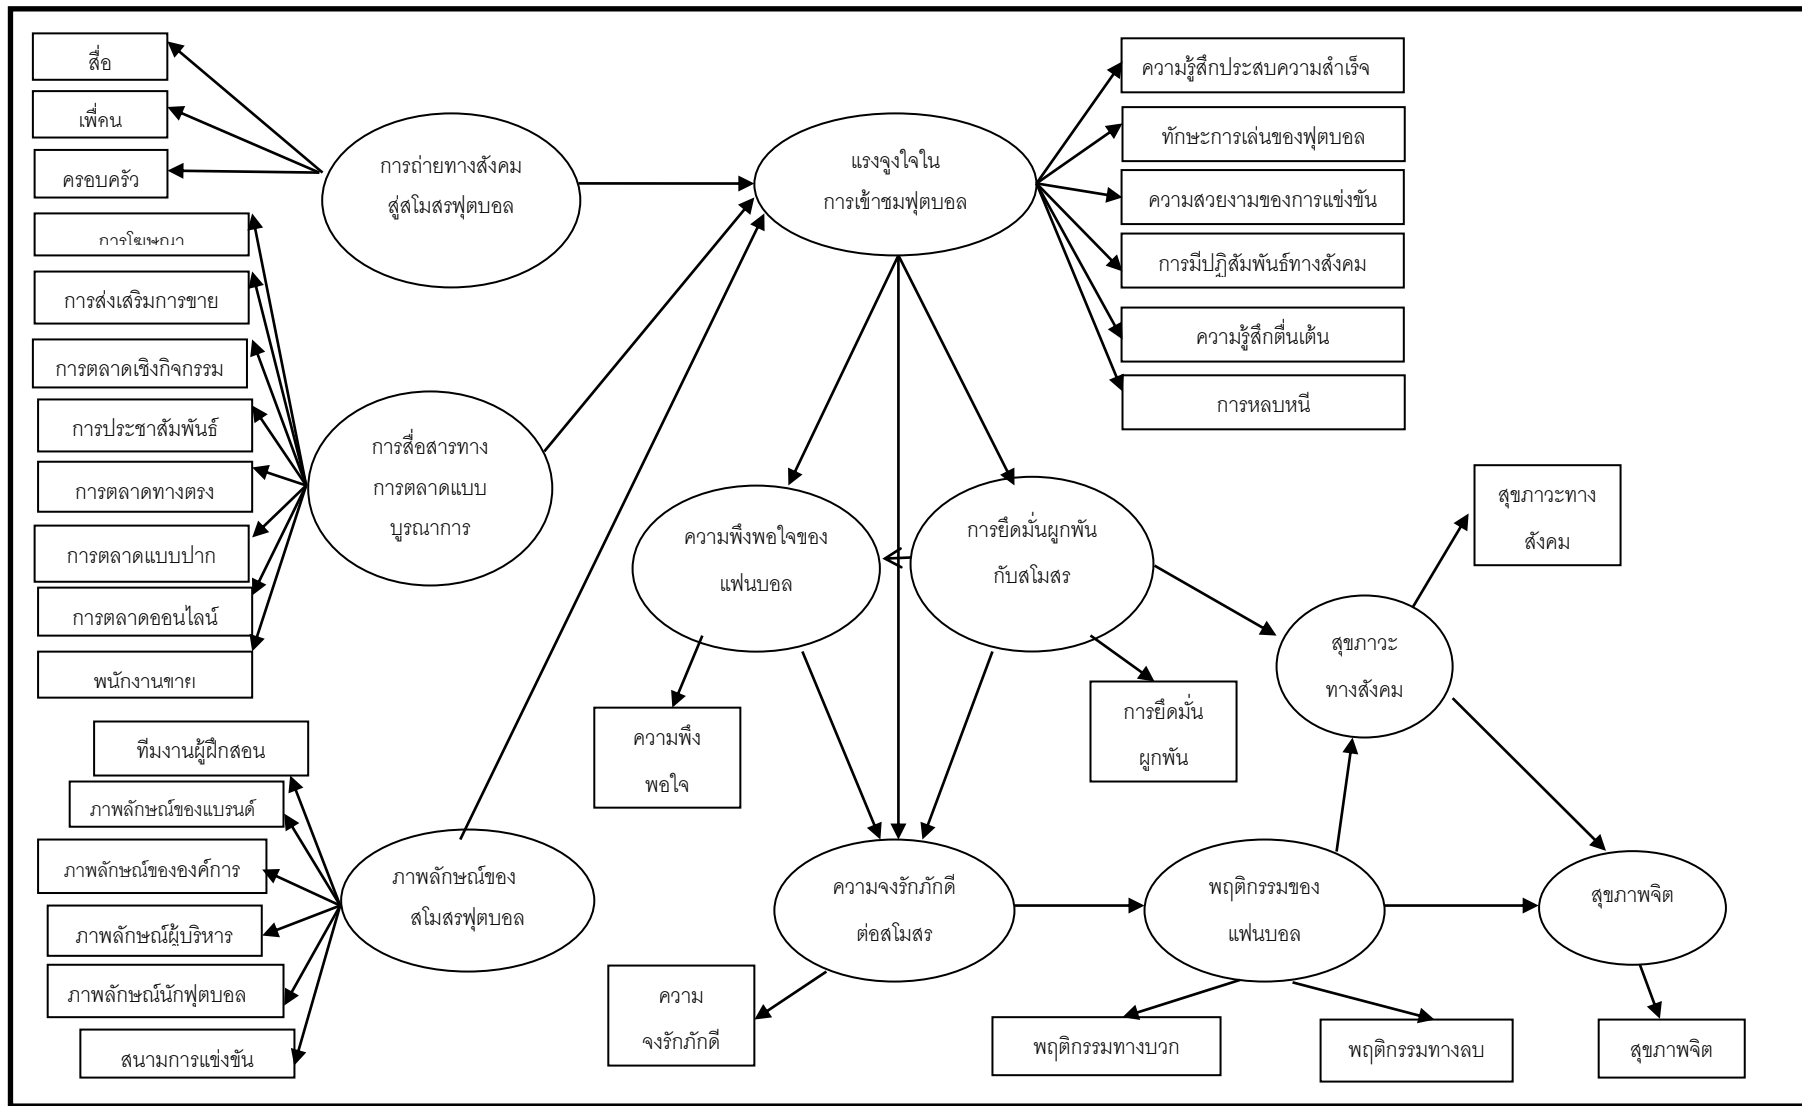 สื่อ
เพื่คน
ครอบครัว
การโฆษณา
การส่งเสริมการขาย
การตลาดเชิงกิจกรรม
การประชาสัมพันธ์
การตลาดทางตรง
การตลาดแบบปาก
การตลาดออนไลน์
พนักงานขาย
ทีมงานผู้ฝึกสอน
ภาพลักษณ์ของแบรนด์
ภาพลักษณ์ขององค์การ
ภาพลักษณ์ผู้บริหาร
ภาพลักษณ์นักฟุตบอล
สนามการแข่งขัน
การถ่ายทางสังคม
สู่สโมสรฟุตบอล
การสื่อสารทาง
การตลาดแบบ
บูรณาการ
ภาพลักษณ์ของ
สโมสรฟุตบอล
แรงจูงใจใน
การเข้าชมฟุตบอล
ความรู้สึกประสบความสำเร็จ
ทักษะการเล่นของฟุตบอล
ความสวยงามของการแข่งขัน
การมีปฏิสัมพันธ์ทางสังคม
ความรู้สึกตื่นเต้น
การหลบหนี
ความพึงพอใจของ
แฟนบอล
การยึดมั่นผูกพัน
กับสโมสร
ความพึง
พอใจ
การยึดมั่น
ผูกพัน
สุขภาวะทาง
สังคม
สุขภาวะ
ทางสังคม
ความจงรักภักดี
ต่อสโมสร
พฤติกรรมของ
แฟนบอล
สุขภาพจิต
ความ
จงรักภักดี
พฤติกรรมทางบวก
พฤติกรรมทางลบ
สุขภาพจิต